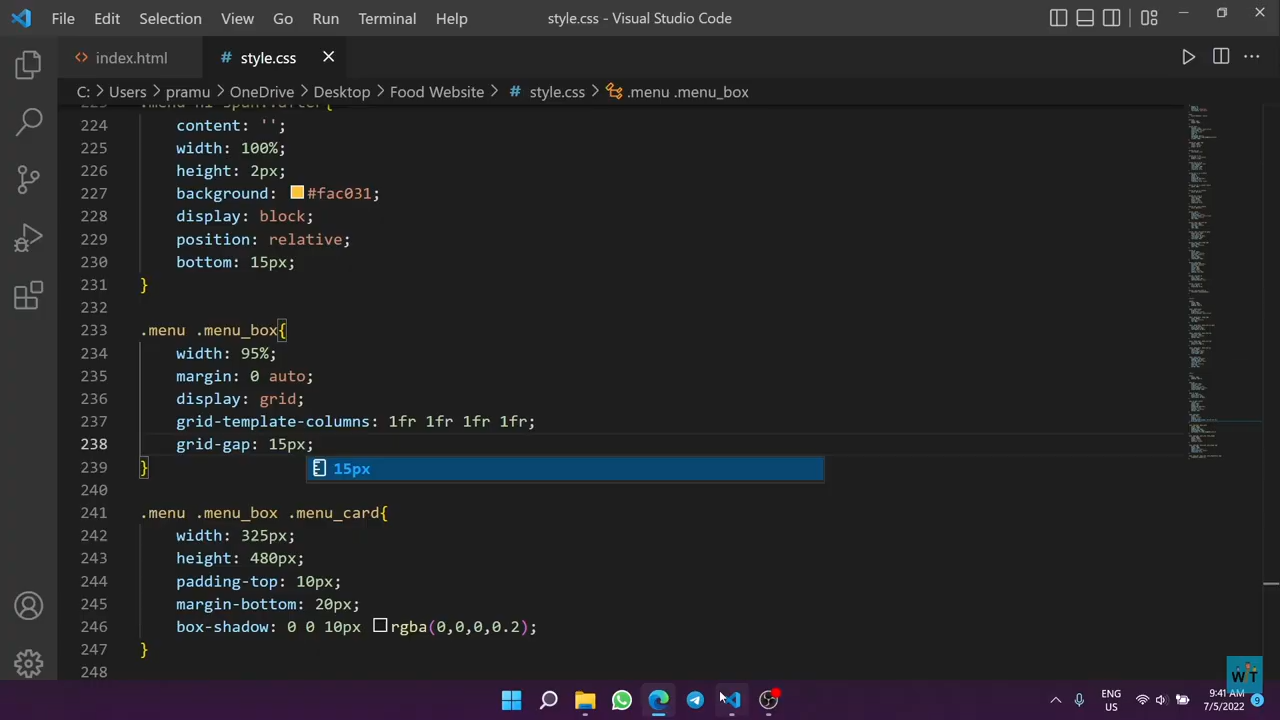 File Edit Selection View Go Run Terminal Help style.css - Visual Studio Code
index.html # style.css
C: > Users > pramu > OneDrive > Desktop > Food Website > # style.css > .menu .menu_box
224 content: '';
225 width: 100%;
226 height: 2px;
227 background: #fac031;
228 display: block;
229 position: relative;
230 bottom: 15px;
231 }
232
233 .menu .menu_box{
234 width: 95%;
235 margin: 0 auto;
236 display: grid;
237 grid-template-columns: 1fr 1fr 1fr 1fr;
238 grid-gap: 15px;
15px
239 }
240
241 .menu .menu_box .menu_card{
242 width: 325px;
243 height: 480px;
244 padding-top: 10px;
245 margin-bottom: 20px;
246 box-shadow: 0 0 10px rgba(0,0,0,0.2);
247 }
248
WT
ENG
US
9:41 AM
7/5/2022
9